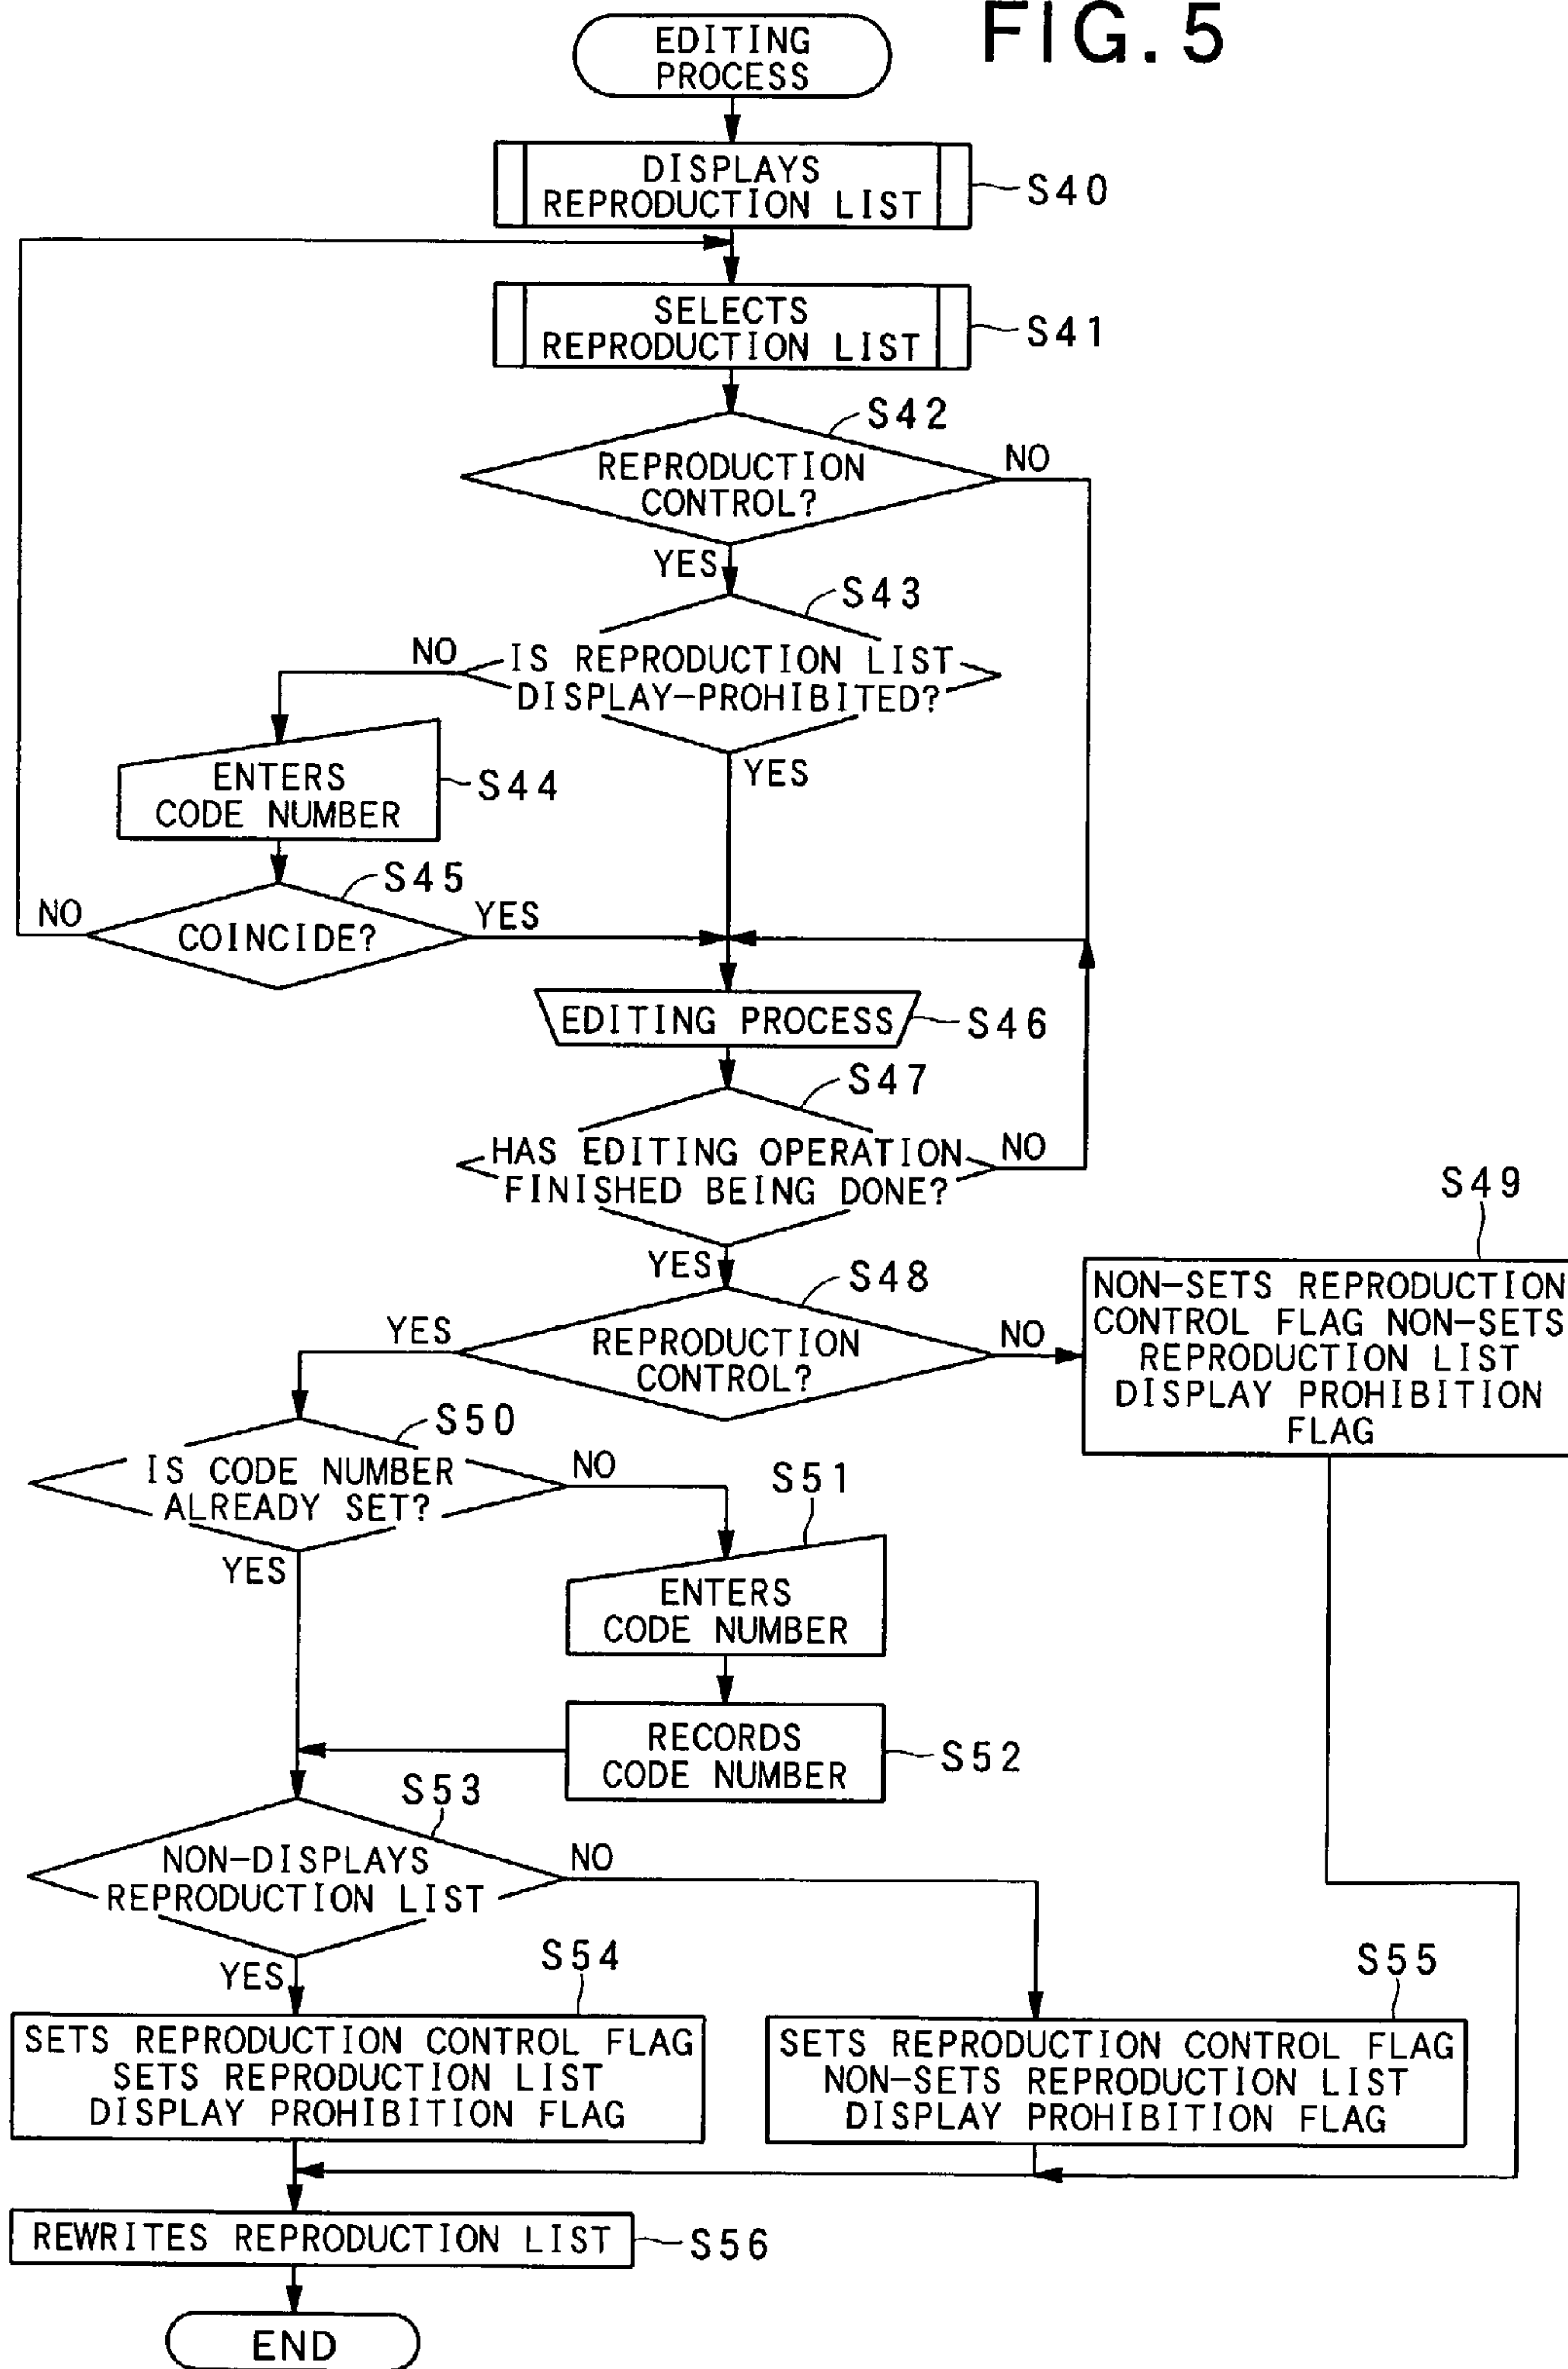 FIG. 5
EDITING
PROCESS
DISPLAYS
REPRODUCTION LIST
S40
SELECTS
REPRODUCTION LIST
S41
S42
REPRODUCTION
CONTROL?
NO
YES
S43
NO
IS REPRODUCTION LIST
DISPLAY-PROHIBITED?
YES
ENTERS
CODE NUMBER
S44
S45
NO
COINCIDE?
YES
EDITING PROCESS
S46
S47
HAS EDITING OPERATION
FINISHED BEING DONE?
NO
YES
S48
YES
REPRODUCTION
CONTROL?
NO
S49
NON-SETS REPRODUCTION
CONTROL FLAG NON-SETS
REPRODUCTION LIST
DISPLAY PROHIBITION
FLAG
S50
IS CODE NUMBER
ALREADY SET?
NO
YES
S51
ENTERS
CODE NUMBER
RECORDS
CODE NUMBER
S52
S53
NON-DISPLAYS
REPRODUCTION LIST
NO
YES
S54
SETS REPRODUCTION CONTROL FLAG
SETS REPRODUCTION LIST
DISPLAY PROHIBITION FLAG
S55
SETS REPRODUCTION CONTROL FLAG
NON-SETS REPRODUCTION LIST
DISPLAY PROHIBITION FLAG
REWRITES REPRODUCTION LIST
S56
END